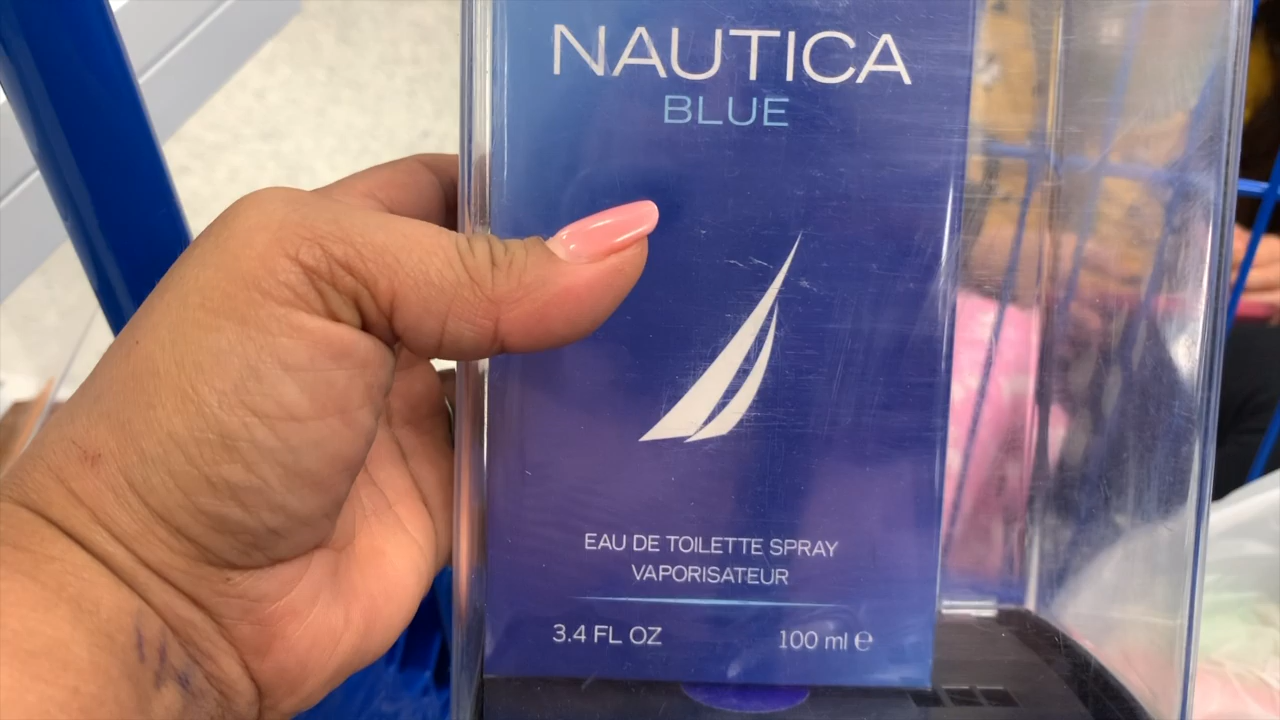 NAUTICA
BLUE
EAU DE TOILETTE SPRAY
VAPORISATEUR
3.4 FL OZ 100 ml ℮